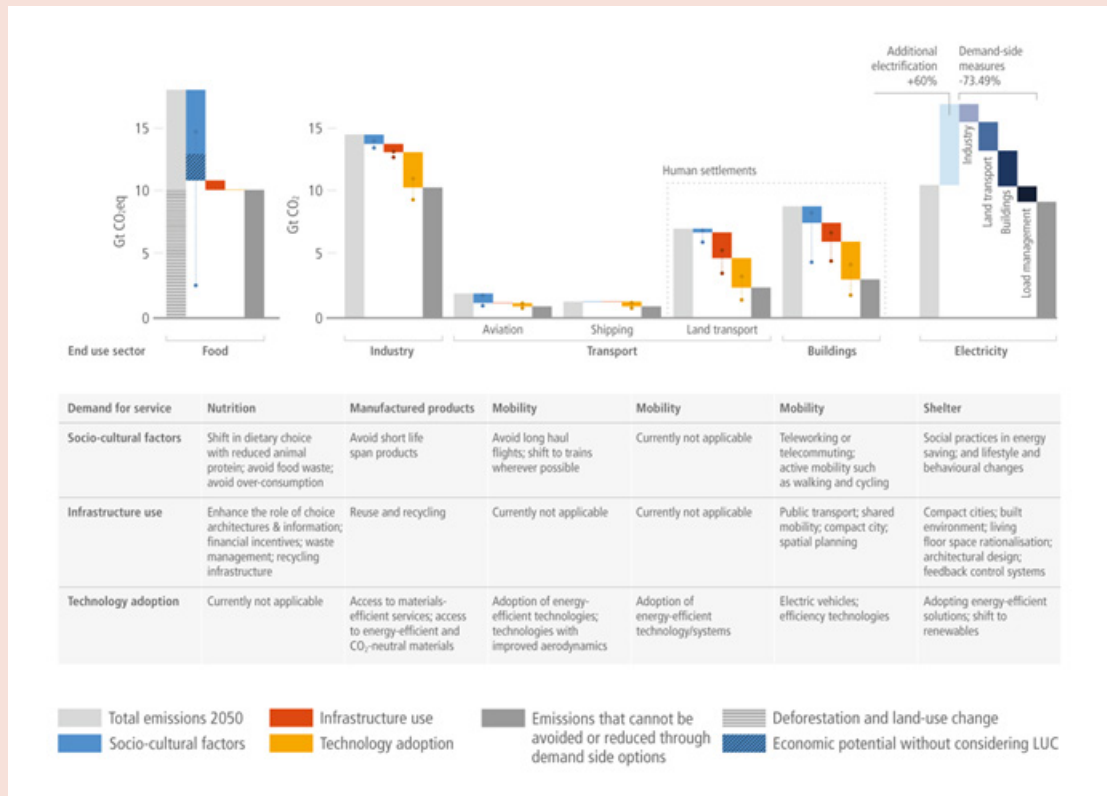 Additional
electrification
+60%
Demand-side
measures
-73.49%
Gt CO₂eq
15
10
5
0
Gt CO₂
15
10
5
0
Human settlements
Industry
Land transport
Buildings
Load management
Aviation
Shipping
Land transport
End use sector
Food
Industry
Transport
Buildings
Electricity
Demand for service
Nutrition
Manufactured products
Mobility
Mobility
Mobility
Shelter
Socio-cultural factors
Shift in dietary choice
with reduced animal
protein; avoid food waste;
avoid over-consumption
Avoid short life
span products
Avoid long haul
flights; shift to trains
wherever possible
Currently not applicable
Teleworking or
telecommuting;
active mobility such
as walking and cycling
Social practices in energy
saving; and lifestyle and
behavioural changes
Infrastructure use
Enhance the role of choice
architectures & information;
financial incentives; waste
management; recycling
infrastructure
Reuse and recycling
Currently not applicable
Currently not applicable
Public transport; shared
mobility; compact city;
spatial planning
Compact cities; built
environment; living
floor space rationalisation;
architectural design;
feedback control systems
Technology adoption
Currently not applicable
Access to materials-
efficient services; access
to energy-efficient and
CO₂-neutral materials
Adoption of energy-
efficient technologies;
technologies with
improved aerodynamics
Adoption of
energy-efficient
technology/systems
Electric vehicles;
efficiency technologies
Adopting energy-efficient
solutions; shift to
renewables
Total emissions 2050
Socio-cultural factors
Infrastructure use
Technology adoption
Emissions that cannot be
avoided or reduced through
demand side options
Deforestation and land-use change
Economic potential without considering LUC